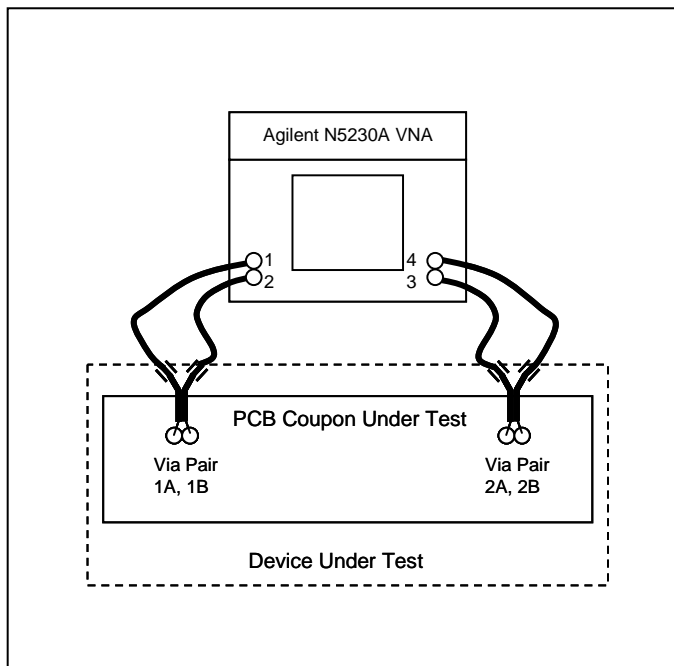 Agilent N5230A VNA
1
2
4
3
PCB Coupon Under Test
Via Pair
1A, 1B
Via Pair
2A, 2B
Device Under Test